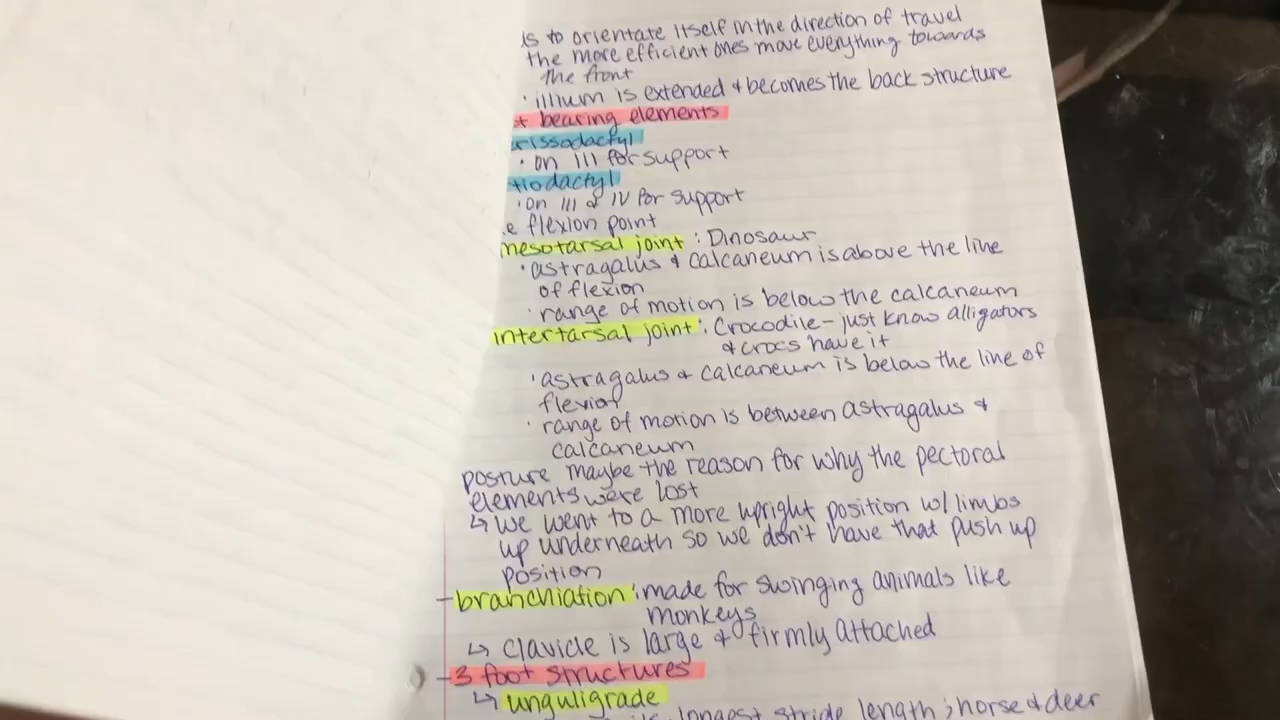 is to orientate itself in the direction of travel
the more efficient ones move everything towards
the front
· illium is extended & becomes the back structure
bearing elements
rissodactyl
· on III for support
tiodactyl
· on III & IV for support
flexion point
mesotarsal joint : Dinosaur
· astragalus & calcaneum is above the line
of flexion
· range of motion is below the calcaneum
intertarsal joint : Crocodile - just know alligators
& crocs have it
· astragalus & calcaneum is below the line of
flexion
· range of motion is between astragalus &
calcaneum
posture maybe the reason for why the pectoral
elements were lost
↳ we went to a more upright position w/ limbs
up underneath so we don't have that push up
position
- branchiation : made for swinging animals like
monkeys
↳ clavicle is large & firmly attached
- 3 foot structures
↳ unguligrade
longest stride length ; horse & deer